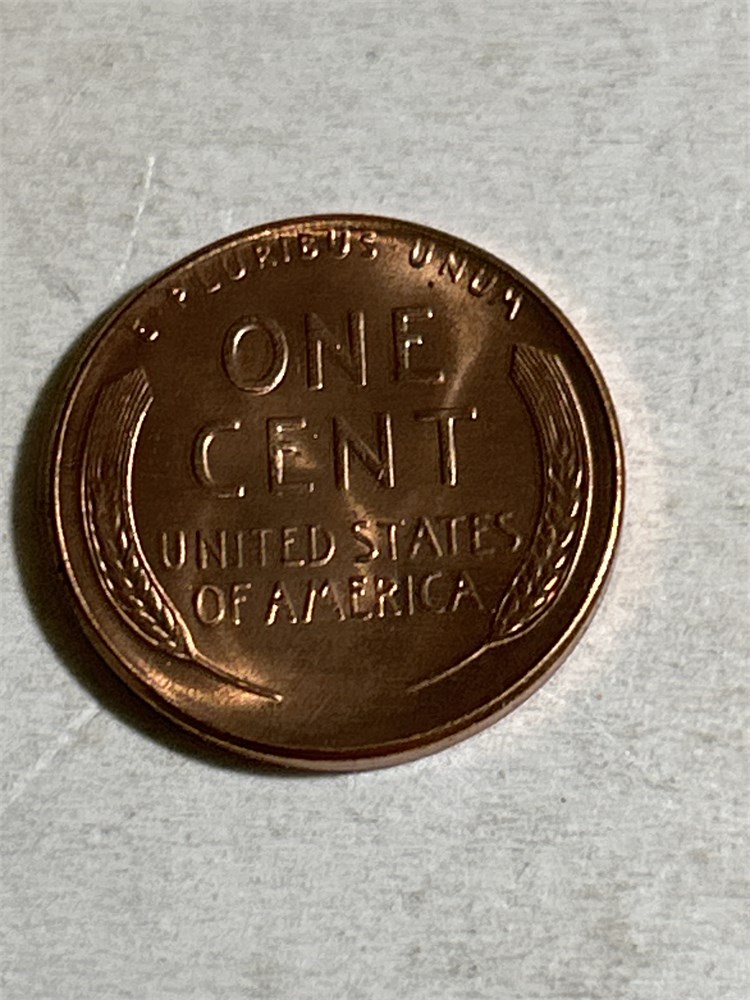 E PLURIBUS UNUM
ONE
CENT
UNITED STATES
OF AMERICA